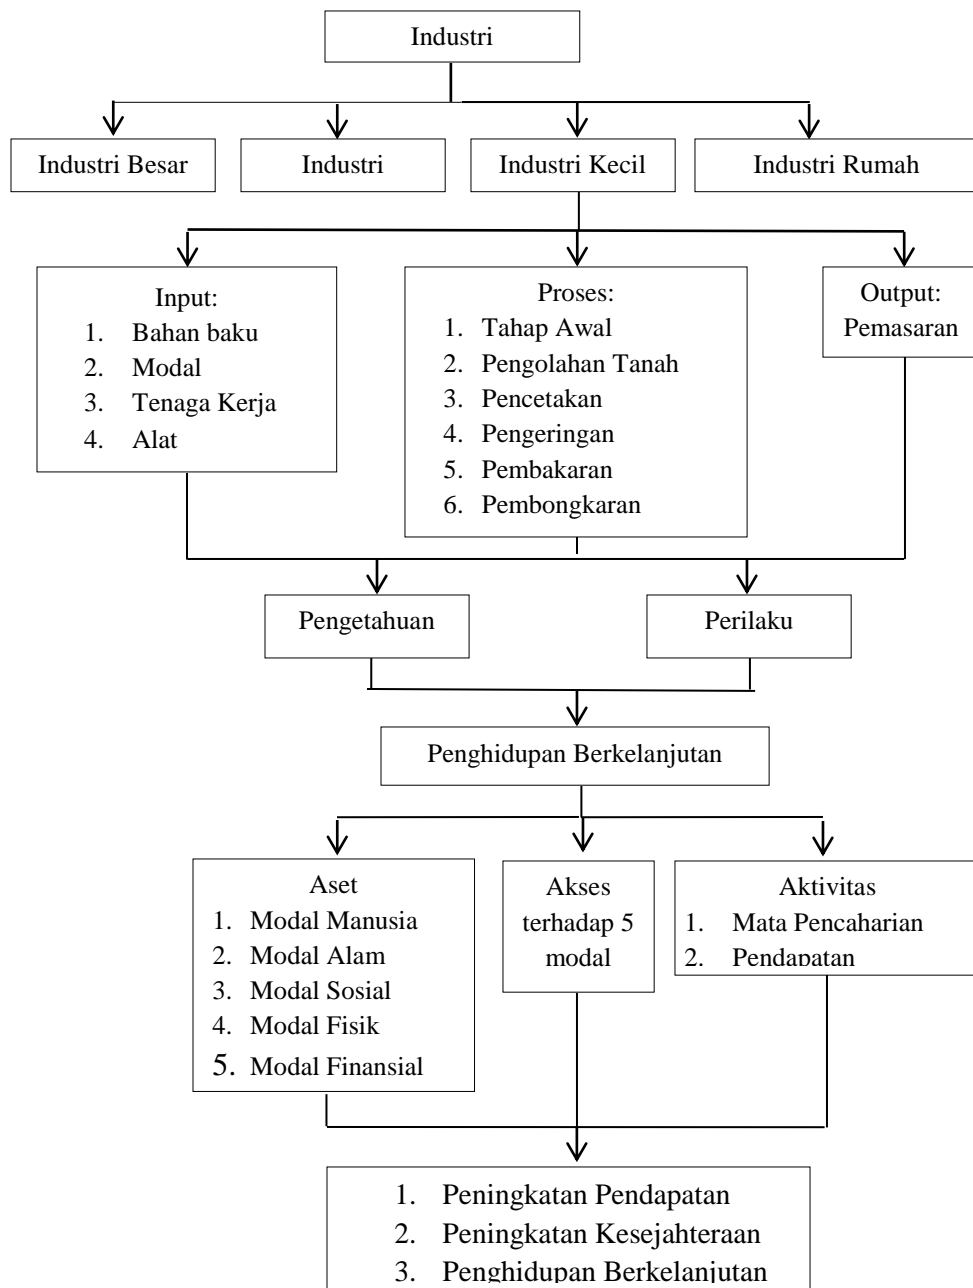 Industri
Industri Besar
Industri
Industri Kecil
Industri Rumah
Input:
1. Bahan baku
2. Modal
3. Tenaga Kerja
4. Alat
Proses:
1. Tahap Awal
2. Pengolahan Tanah
3. Pencetakan
4. Pengeringan
5. Pembakaran
6. Pembongkaran
Output:
Pemasaran
Pengetahuan
Perilaku
Penghidupan Berkelanjutan
Aset
1. Modal Manusia
2. Modal Alam
3. Modal Sosial
4. Modal Fisik
5. Modal Finansial
Akses
terhadap 5
modal
Aktivitas
1. Mata Pencaharian
2. Pendapatan
1. Peningkatan Pendapatan
2. Peningkatan Kesejahteraan
3. Penghidupan Berkelanjutan